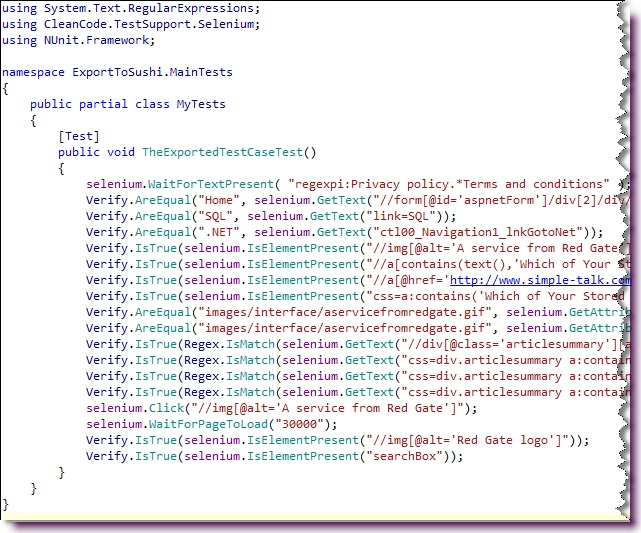 using System.Text.RegularExpressions;
using CleanCode.TestSupport.Selenium;
using NUnit.Framework;
namespace ExportToSushi.MainTests
{
public partial class MyTests
{
[Test]
public void TheExportedTestCaseTest()
{
selenium.WaitForTextPresent( "regexpi:Privacy policy.*Terms and conditions" );
Verify.AreEqual("Home", selenium.GetText("//form[@id='aspnetForm']/div[2]/div/
Verify.AreEqual("SQL", selenium.GetText("link=SQL"));
Verify.AreEqual(".NET", selenium.GetText("ctl00_Navigation1_lnkGotoNet"));
Verify.IsTrue(selenium.IsElementPresent("//img[@alt='A service from Red Gate'
Verify.IsTrue(selenium.IsElementPresent("//a[contains(text(),'Which of Your St
Verify.IsTrue(selenium.IsElementPresent("//a[@href='http://www.simple-talk.com
Verify.IsTrue(selenium.IsElementPresent("css=a:contains('Which of Your Stored
Verify.AreEqual("images/interface/aservicefromredgate.gif", selenium.GetAttrib
Verify.AreEqual("images/interface/aservicefromredgate.gif", selenium.GetAttrib
Verify.IsTrue(Regex.IsMatch(selenium.GetText("//div[@class='articlesummary'][a
Verify.IsTrue(Regex.IsMatch(selenium.GetText("css=div.articlesummary a:contain
Verify.IsTrue(Regex.IsMatch(selenium.GetText("css=div.articlesummary a:contain
Verify.IsTrue(Regex.IsMatch(selenium.GetText("css=div.articlesummary a:contain
selenium.Click("//img[@alt='A service from Red Gate']");
selenium.WaitForPageToLoad("30000");
Verify.IsTrue(selenium.IsElementPresent("//img[@alt='Red Gate logo']"));
Verify.IsTrue(selenium.IsElementPresent("searchBox"));
}
}
}